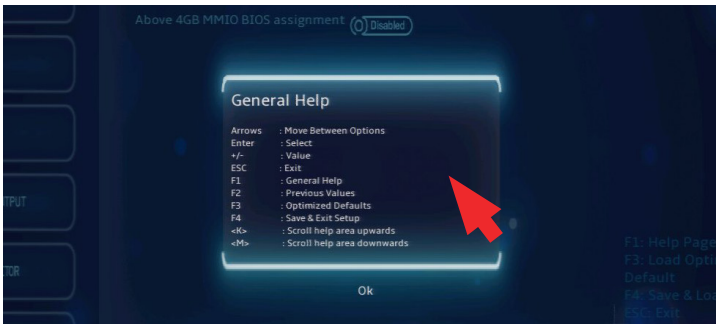 Above 4GB MMIO BIOS assignment Disabled
General Help
Arrows : Move Between Options
Enter : Select
+/- : Value
ESC : Exit
F1 : General Help
F2 : Previous Values
F3 : Optimized Defaults
F4 : Save & Exit Setup
<K> : Scroll help area upwards
<M> : Scroll help area downwards
Ok
F1: Help Page
F3: Load
Default
F4: Save &
ESC: Exit